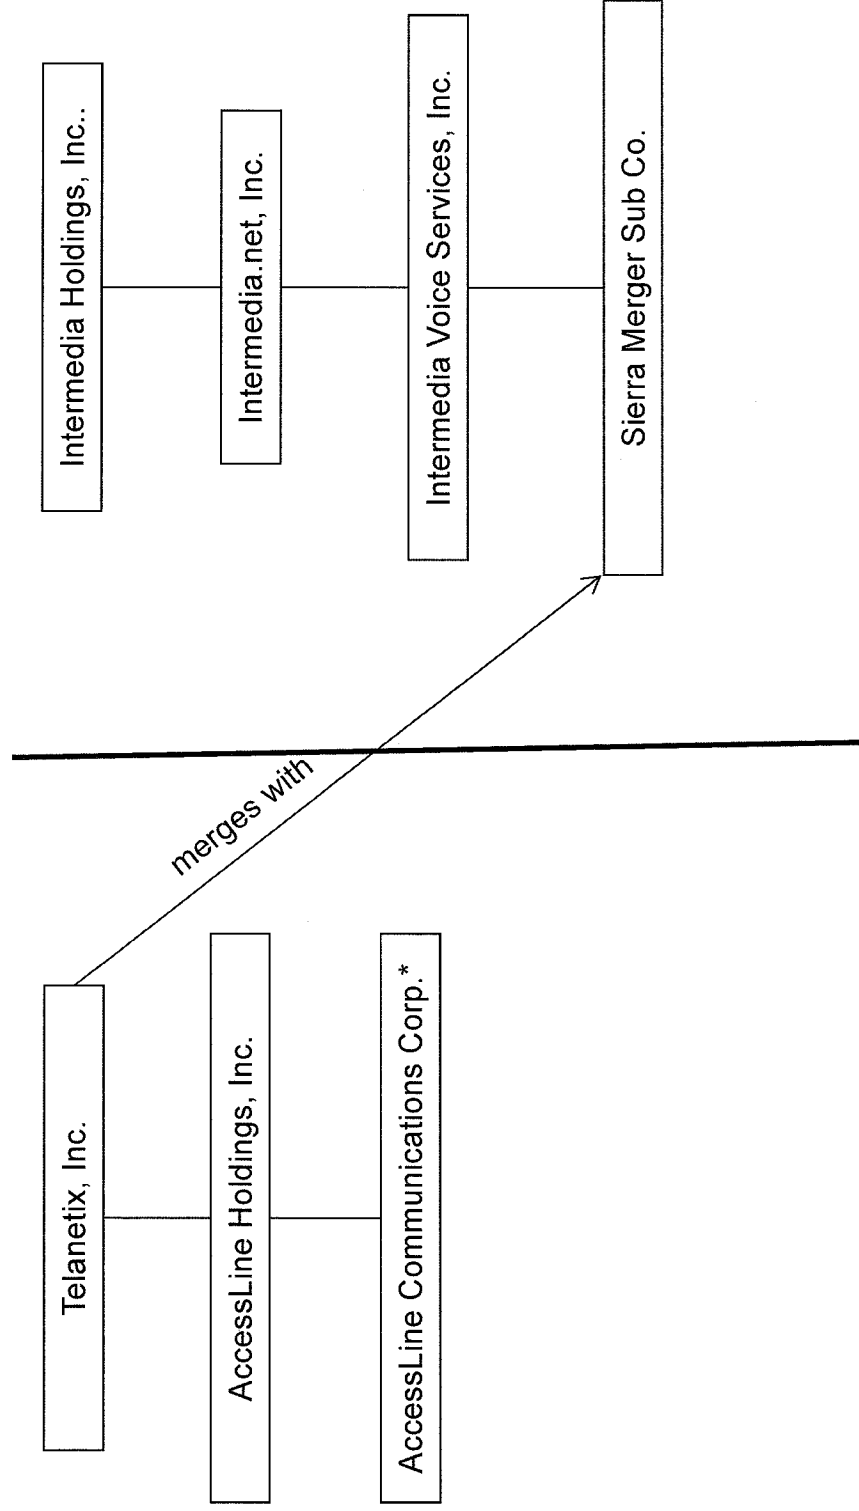 Telanetix, Inc.
AccessLine Holdings, Inc.
AccessLine Communications Corp.*
merges with
Intermedia Holdings, Inc..
Intermedia.net, Inc.
Intermedia Voice Services, Inc.
Sierra Merger Sub Co.